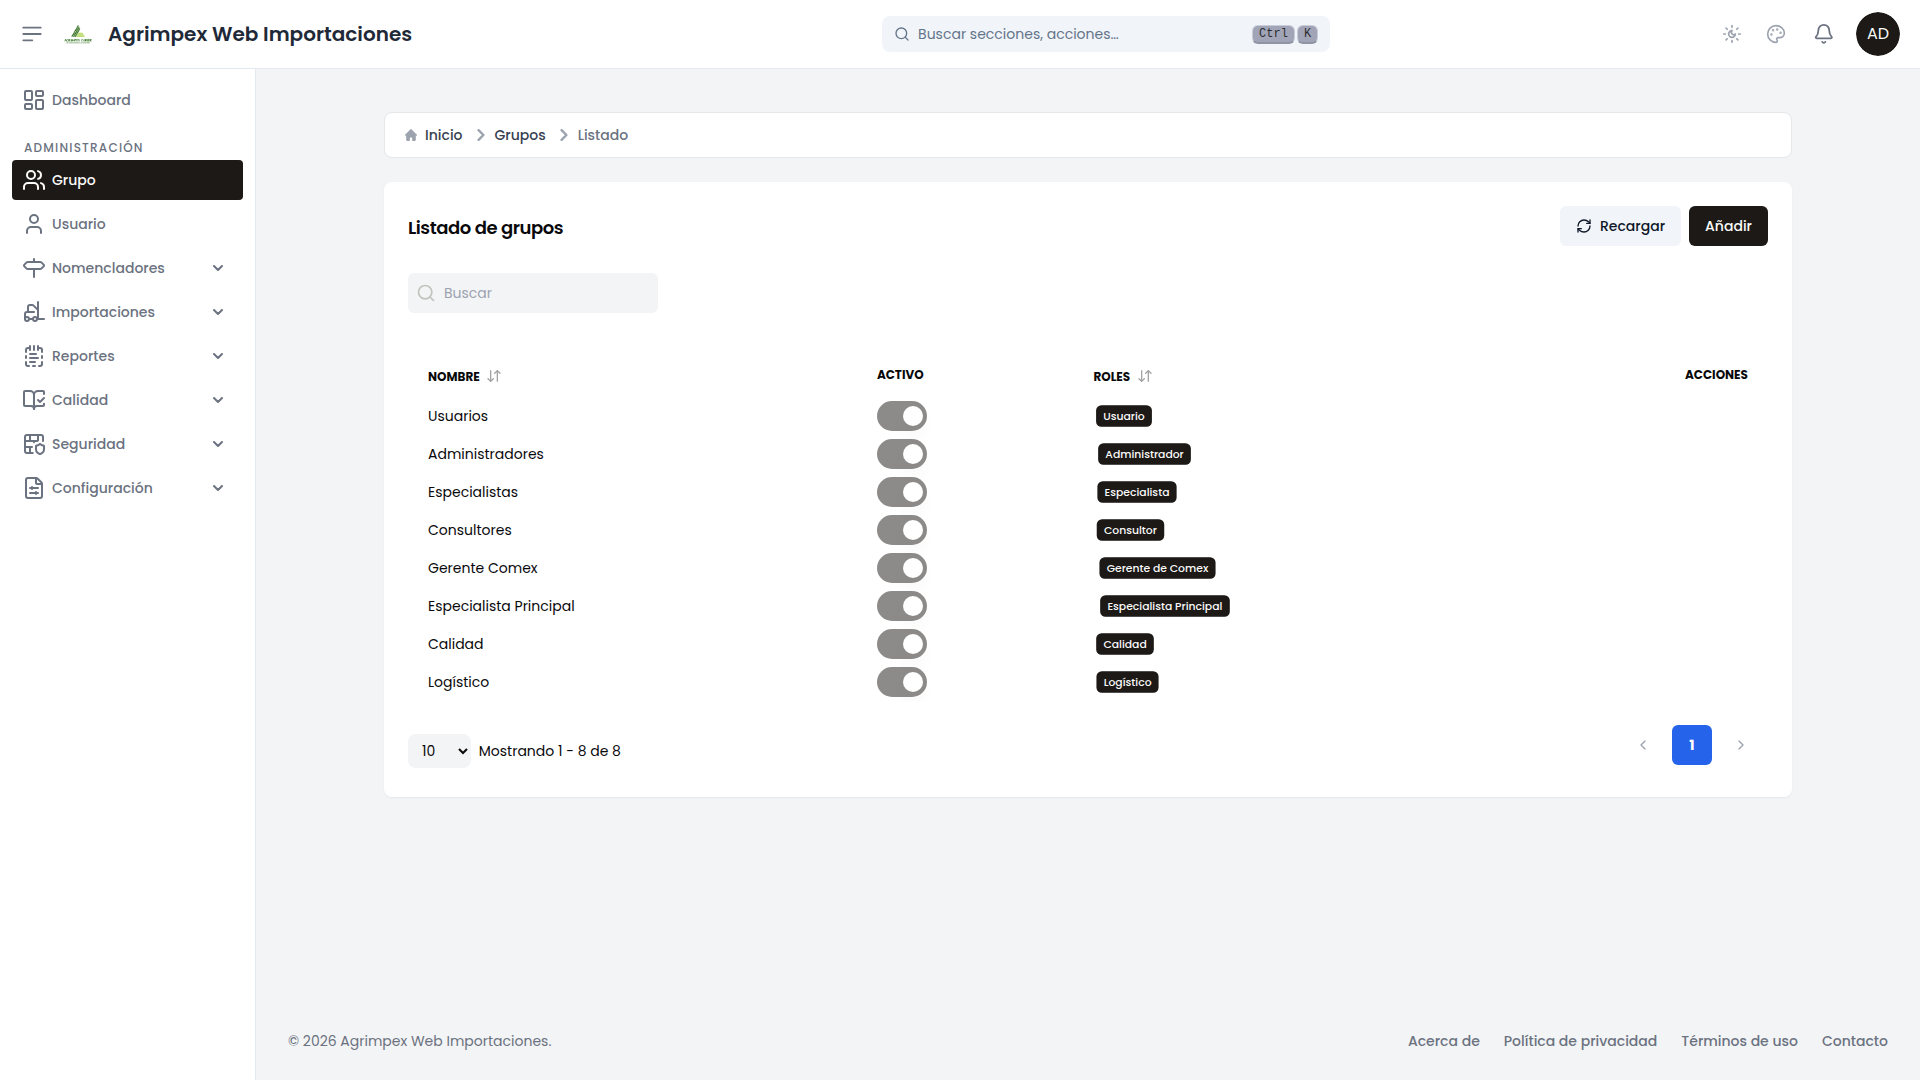 Agrimpex Web Importaciones
Buscar secciones, acciones...
Ctrl K
AD
Dashboard
ADMINISTRACIÓN
Grupo
Usuario
Nomencladores
Importaciones
Reportes
Calidad
Seguridad
Configuración
Inicio > Grupos > Listado
Listado de grupos
Recargar
Añadir
Buscar
NOMBRE ACTIVO ROLES ACCIONES
Usuarios Usuario
Administradores Administrador
Especialistas Especialista
Consultores Consultor
Gerente Comex Gerente de Comex
Especialista Principal Especialista Principal
Calidad Calidad
Logístico Logístico
10 Mostrando 1 - 8 de 8
1
© 2026 Agrimpex Web Importaciones.
Acerca de Política de privacidad Términos de uso Contacto